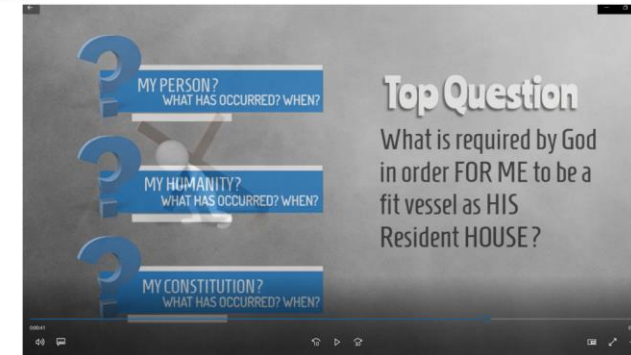 MY PERSON?
WHAT HAS OCCURRED? WHEN?
MY HUMANITY?
WHAT HAS OCCURRED? WHEN?
MY CONSTITUTION?
WHAT HAS OCCURRED? WHEN?
Top Question
What is required by God
in order FOR ME to be a
fit vessel as HIS
Resident HOUSE?